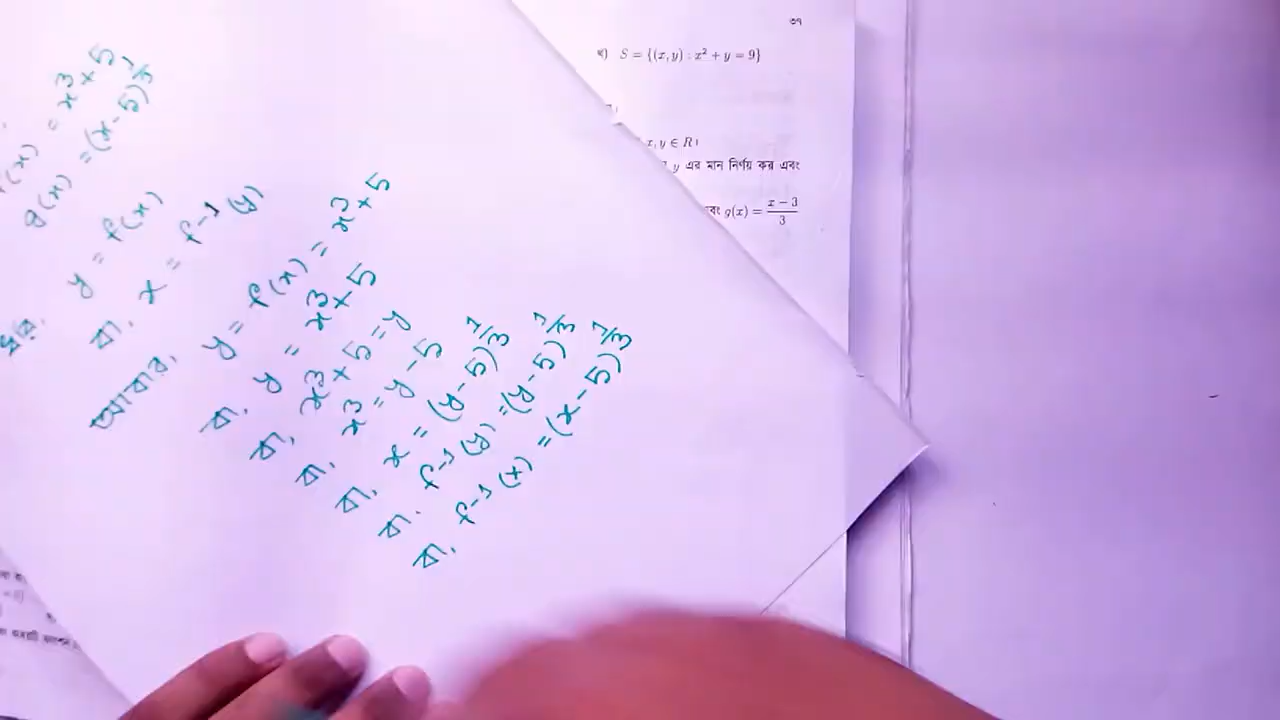 (x) = x³ + 5
g(x) = (x - 5)^1/3
y = f(x)
বা, x = f⁻¹ (y)
আবার, y = f(x) = x³ + 5
বা, y = x³ + 5
বা, x³ + 5 = y
বা, x³ = y - 5
বা, x = (y - 5)^1/3
বা, f⁻¹ (y) = (y - 5)^1/3
বা, f⁻¹ (x) = (x - 5)^1/3
৩৭
S = {(x, y) : x² + y = 9}
x, y ∈ R।
y এর মান নির্ণয় কর এবং
g(x) = (x - 3)/3